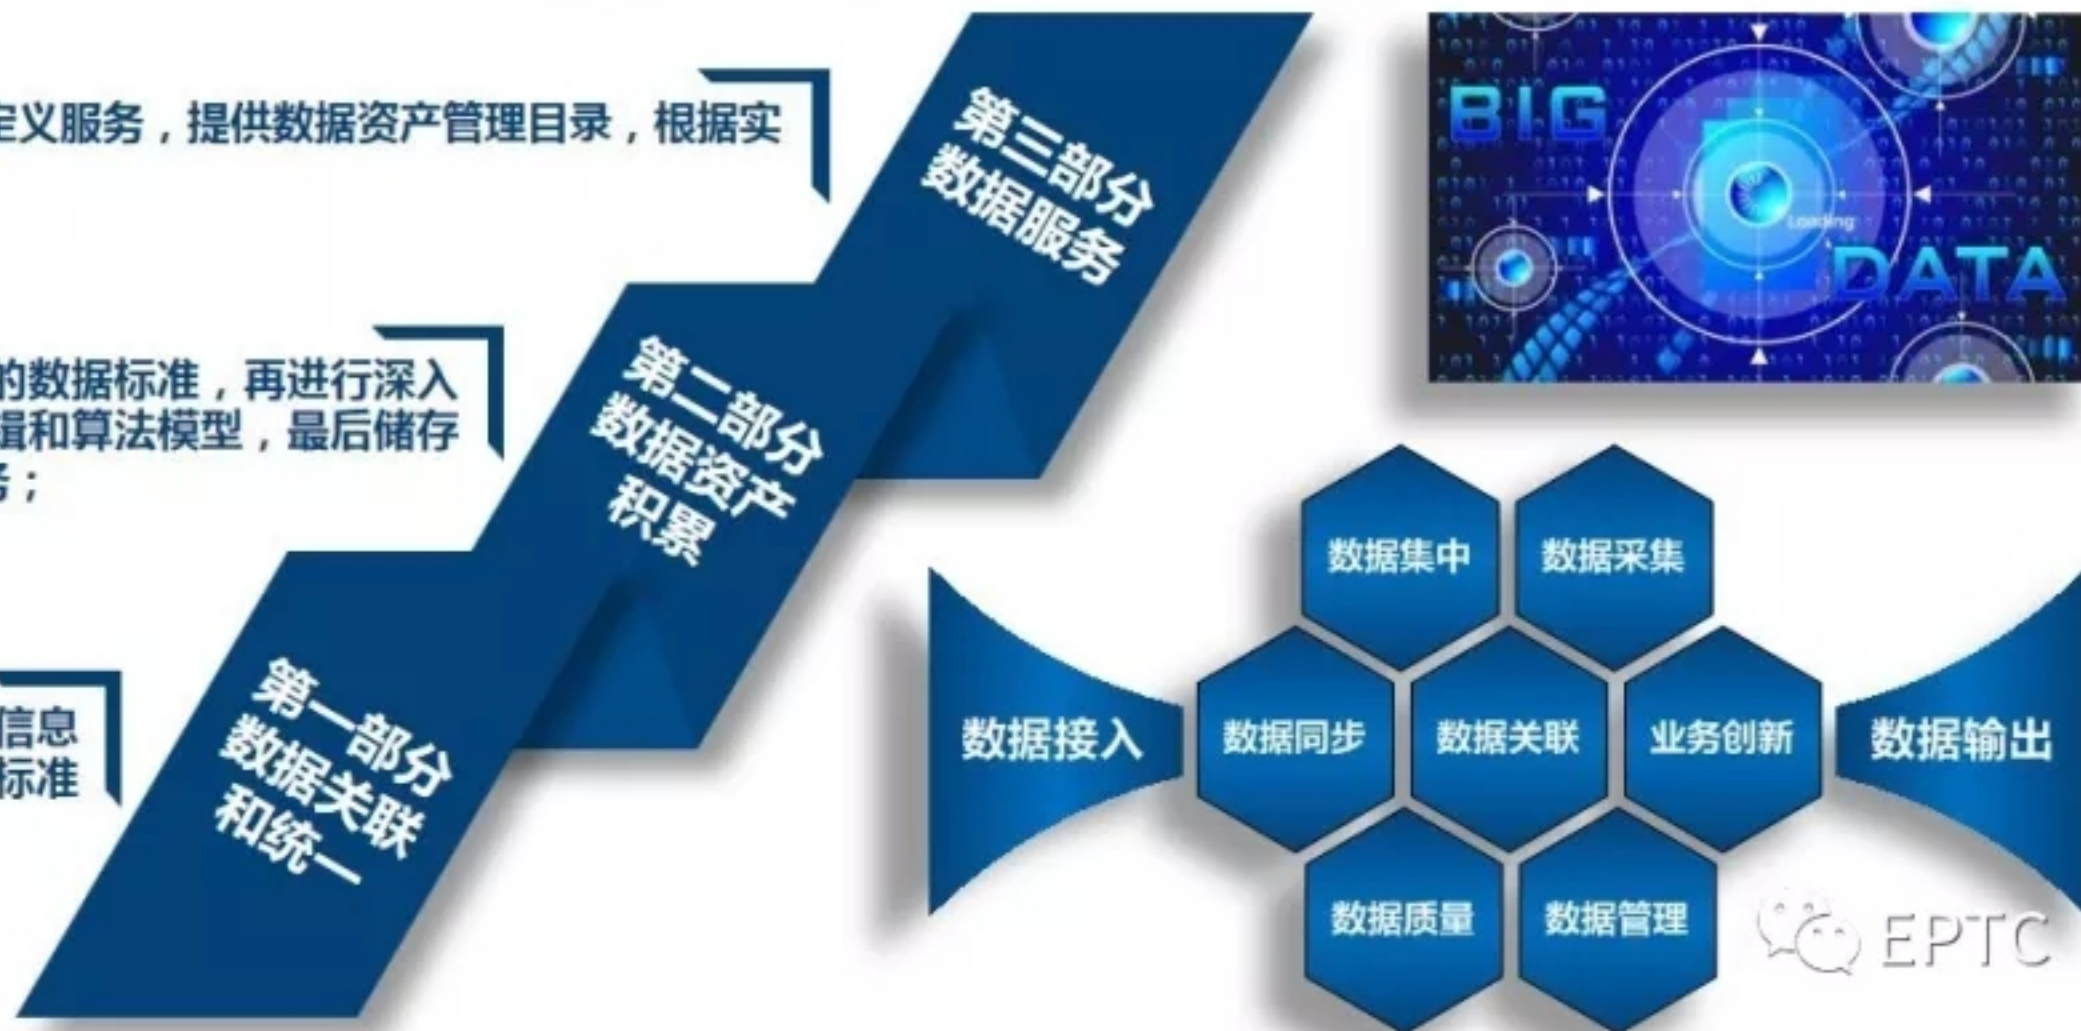 定义服务，提供数据资产管理目录，根据实
的数据标准，再进行深入
辑和算法模型，最后储存
务；
信息
标准
第三部分
数据服务
第二部分
数据资产
积累
第一部分
数据关联
和统一
BIG
Loading
DATA
数据集中
数据采集
数据接入
数据同步
数据关联
业务创新
数据输出
数据质量
数据管理
EPTC